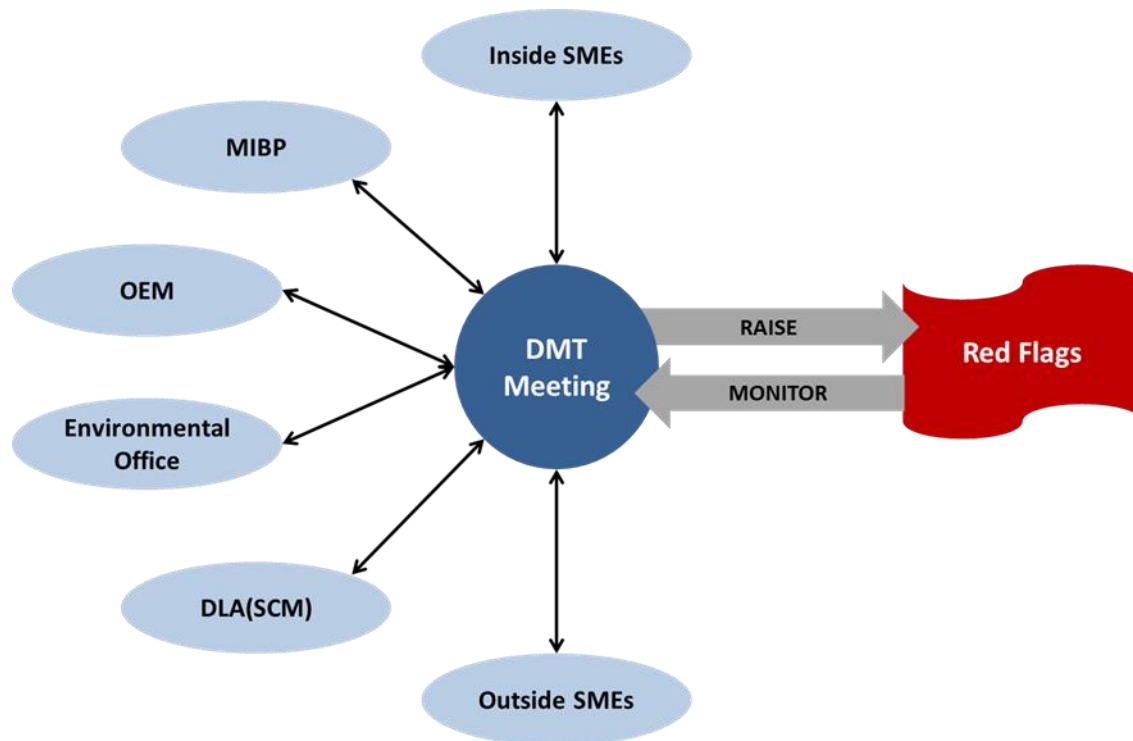 Inside SMEs
MIBP
OEM
Environmental
Office
DLA(SCM)
Outside SMEs
DMT
Meeting
RAISE
MONITOR
Red Flags